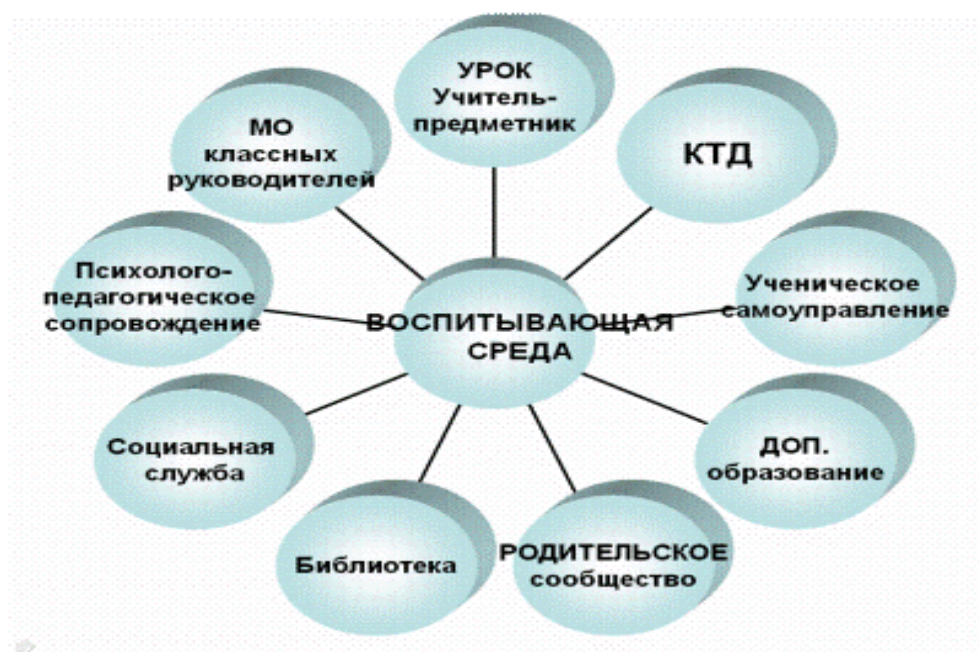 УРОК
Учитель-
предметник
МО
классных
руководителей
КТД
Психолого-
педагогическое
сопровождение
Ученическое
самоуправление
ВОСПИТЫВАЮЩАЯ
СРЕДА
Социальная
служба
ДОП.
образование
Библиотека
РОДИТЕЛЬСКОЕ
сообщество